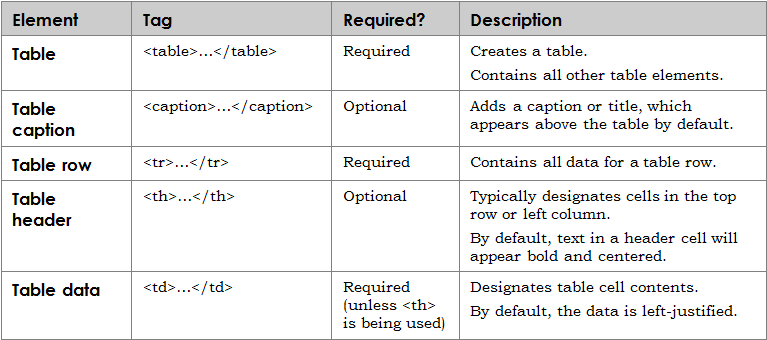 Element Tag Required? Description
Table <table>...</table> Required Creates a table.
Contains all other table elements.
Table
caption
<caption>...</caption> Optional Adds a caption or title, which
appears above the table by default.
Table row <tr>...</tr> Required Contains all data for a table row.
Table
header
<th>...</th> Optional Typically designates cells in the top
row or left column.
By default, text in a header cell will
appear bold and centered.
Table data <td>...</td> Required
(unless <th>
is being used)
Designates table cell contents.
By default, the data is left-justified.